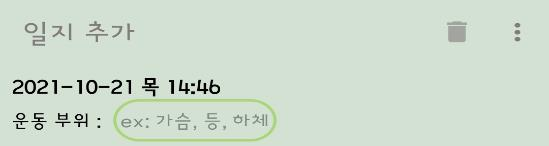 일지 추가
2021-10-21 목 14:46
운동 부위 : ex: 가슴, 등, 하체